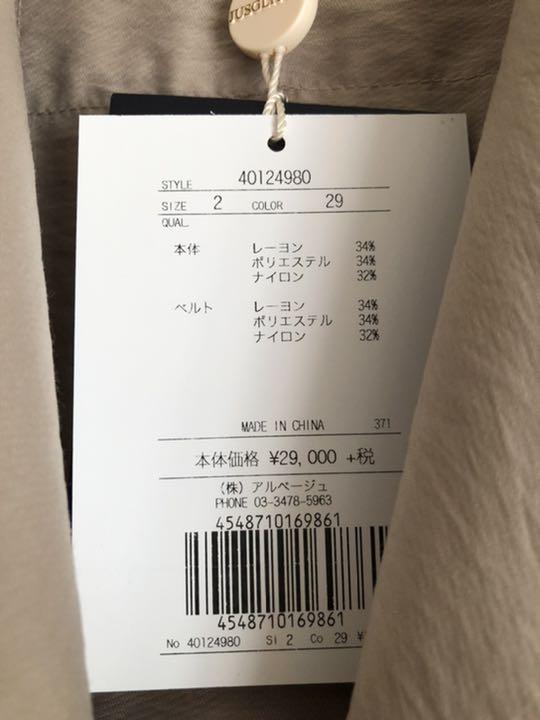 JUSGLI
STYLE 40124980
SIZE 2 COLOR 29
QUAL
本体 レーヨン 34%
ポリエステル 34%
ナイロン 32%
ベルト レーヨン 34%
ポリエステル 34%
ナイロン 32%
MADE IN CHINA 371
本体価格 ¥29,000 +税
(株) アルページュ
PHONE 03-3478-5963
4548710169861
4548710169861
No 40124980 Si 2 Co 29 ¥